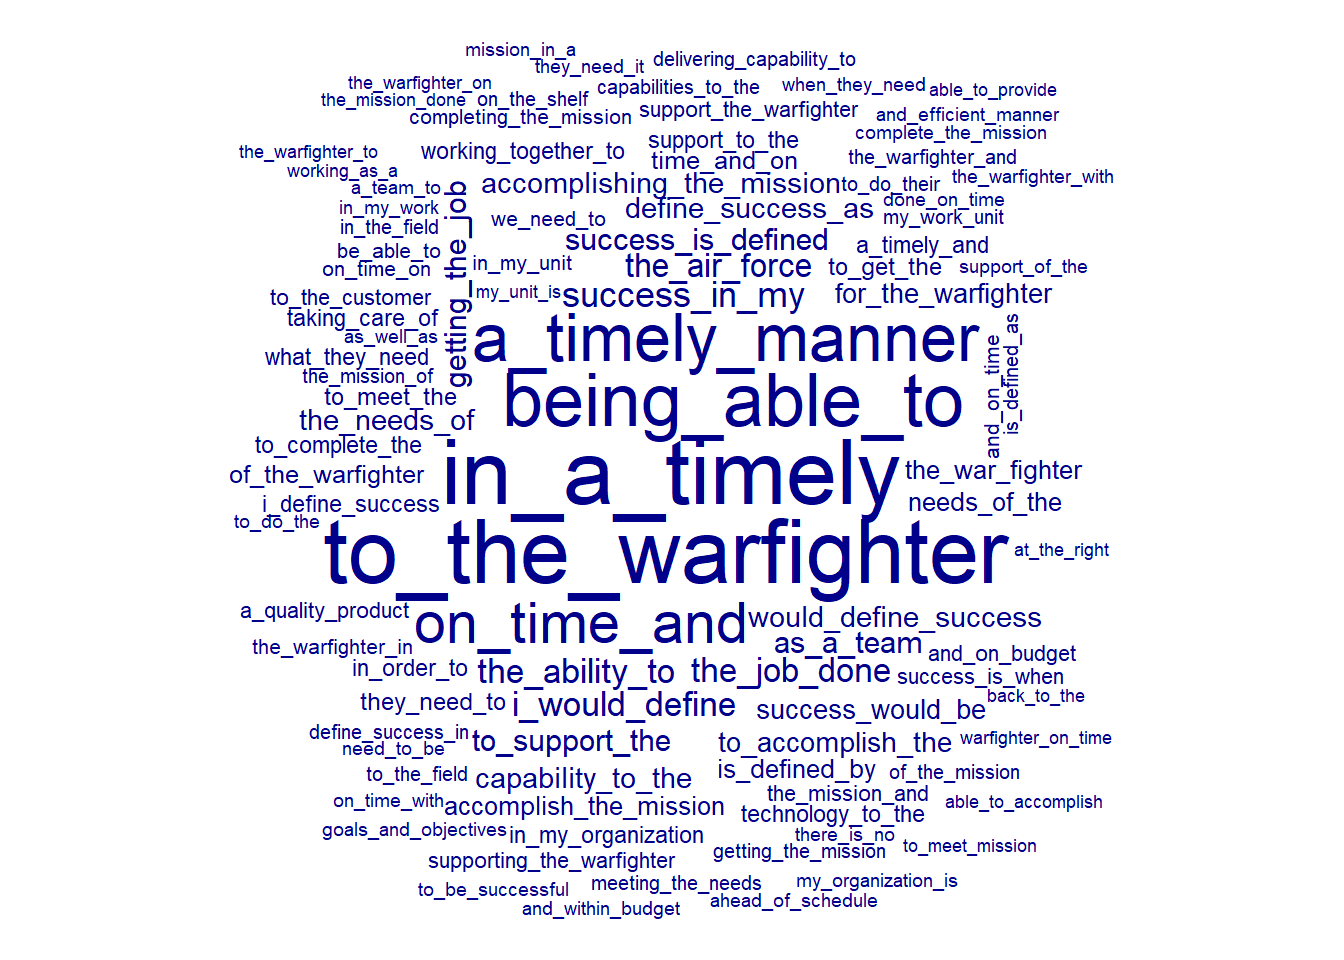 mission_in_a
they_need_it
delivering_capability_to
the_warfighter_on
capabilities_to_the
when_they_need
able_to_provide
the_mission_done
on_the_shelf
completing_the_mission
support_the_warfighter
and_efficient_manner
complete_the_mission
the_warfighter_to
working_together_to
support_to_the
time_and_on
the_warfighter_and
working_as_a
a_team_to
getting_the_job
accomplishing_the_mission
to_do_their
the_warfighter_with
in_my_work
we_need_to
define_success_as
done_on_time
my_work_unit
in_the_field
success_is_defined
a_timely_and
be_able_to
on_time_on
in_my_unit
the_air_force
to_get_the
support_of_the
to_the_customer
my_unit_is
success_in_my
for_the_warfighter
taking_care_of
as_well_as
a_timely_manner
and_on_time
is_defined_as
what_they_need
the_mission_of
to_meet_the
being_able_to
the_needs_of
to_complete_the
of_the_warfighter
in_a_timely
the_war_fighter
i_define_success
needs_of_the
to_do_the
to_the_warfighter
at_the_right
a_quality_product
on_time_and
would_define_success
the_warfighter_in
as_a_team
and_on_budget
in_order_to
the_ability_to
the_job_done
success_is_when
they_need_to
i_would_define
success_would_be
back_to_the
define_success_in
need_to_be
to_support_the
to_accomplish_the
warfighter_on_time
to_the_field
capability_to_the
is_defined_by
of_the_mission
on_time_with
accomplish_the_mission
the_mission_and
able_to_accomplish
technology_to_the
goals_and_objectives
in_my_organization
there_is_no
supporting_the_warfighter
getting_the_mission
to_meet_mission
to_be_successful
meeting_the_needs
my_organization_is
and_within_budget
ahead_of_schedule